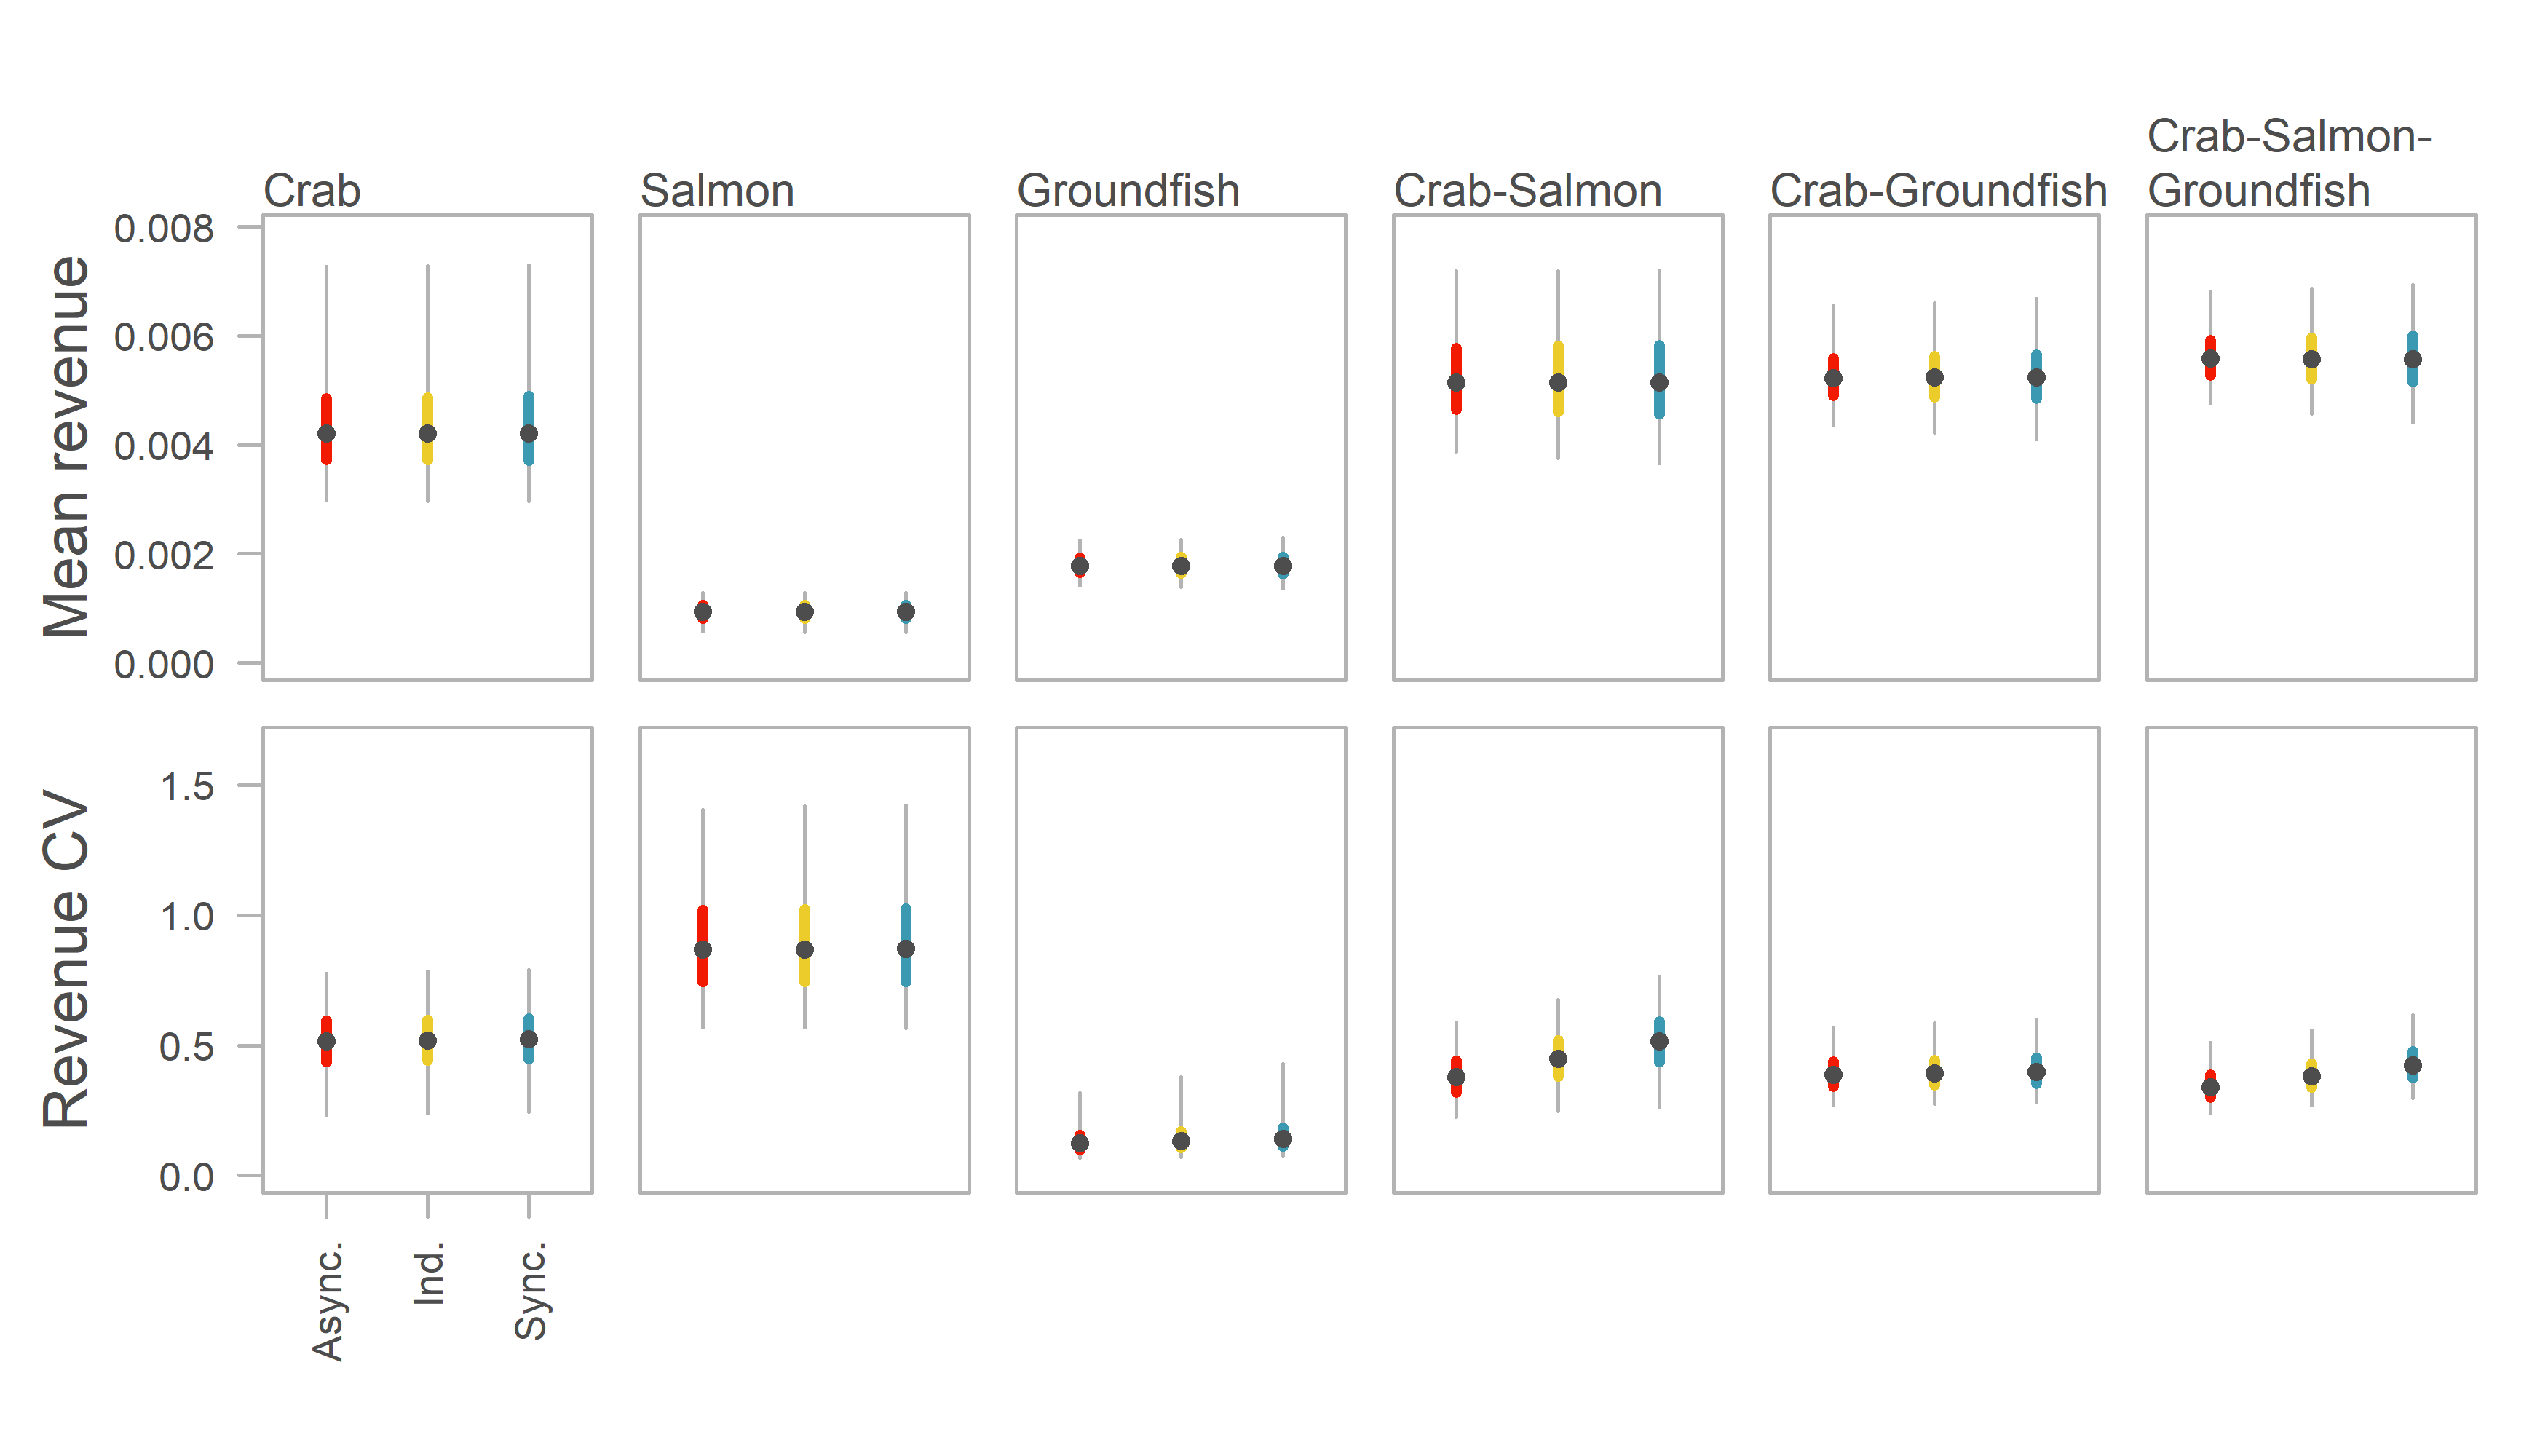 Crab-Salmon-
Crab Salmon Groundfish Crab-Salmon Crab-Groundfish Groundfish
Mean revenue
0.008
0.006
0.004
0.002
0.000
Revenue CV
1.5
1.0
0.5
0.0
Async. Ind. Sync.